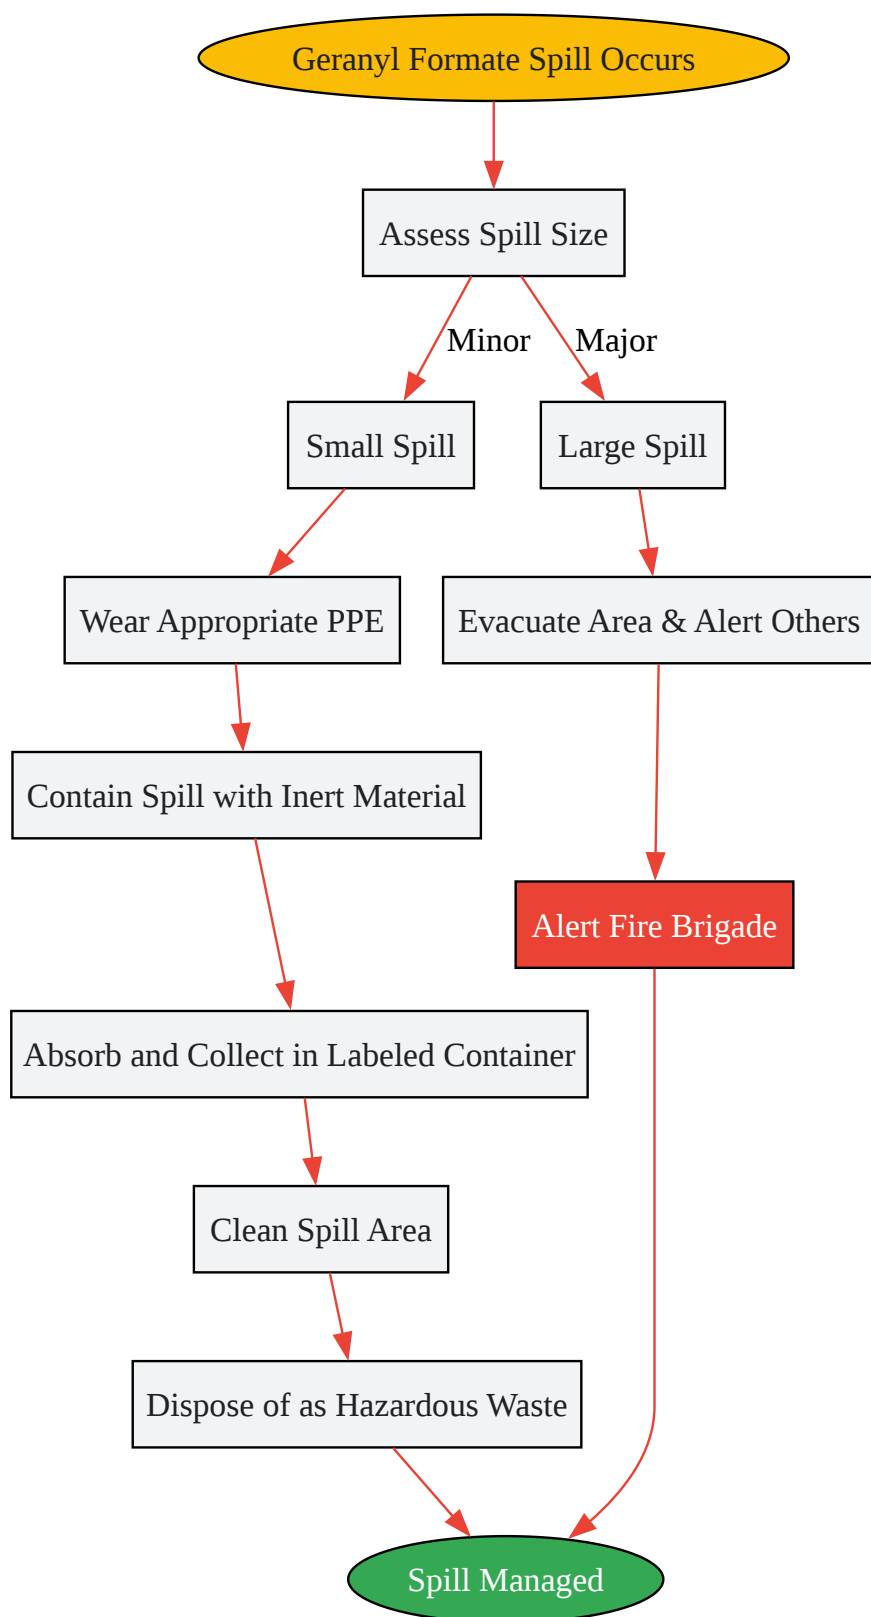 Geranyl Formate Spill Occurs
Assess Spill Size
Minor
Major
Small Spill
Large Spill
Wear Appropriate PPE
Evacuate Area & Alert Others
Contain Spill with Inert Material
Alert Fire Brigade
Absorb and Collect in Labeled Container
Clean Spill Area
Dispose of as Hazardous Waste
Spill Managed